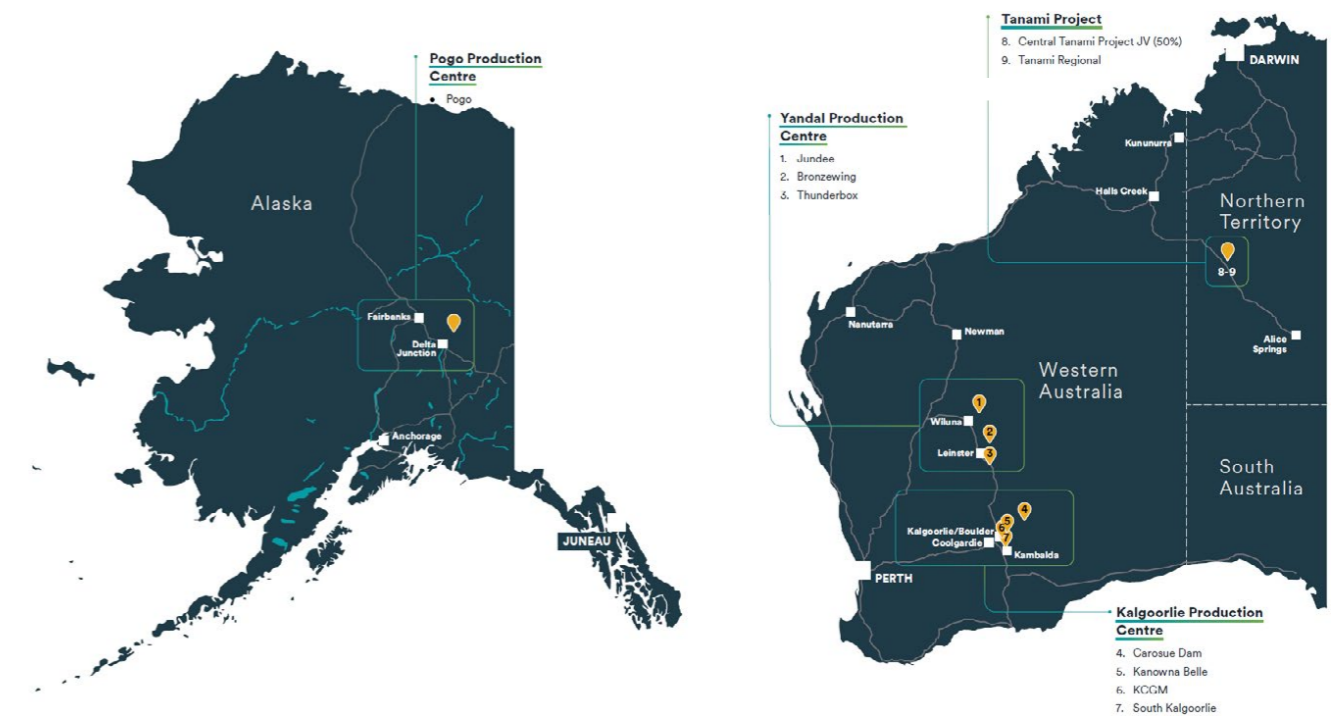 Pogo Production
Centre
• Pogo
Alaska
Fairbanks
Delta
Junction
Anchorage
JUNEAU
Tanami Project
8. Central Tanami Project JV (50%)
9. Tanami Regional
DARWIN
Yandal Production
Centre
1. Jundee
2. Bronzewing
3. Thunderbox
Kununurra
Halls Creek
Northern
Territory
8-9
Nanutarra
Newman
Alice
Springs
Western
Australia
1
Wiluna
2
Leinster
3
South
Australia
4
5
6
Kalgoorlie/Boulder
7
Coolgardie
Kambalda
PERTH
Kalgoorlie Production
Centre
4. Carosue Dam
5. Kanowna Belle
6. KCGM
7. South Kalgoorlie